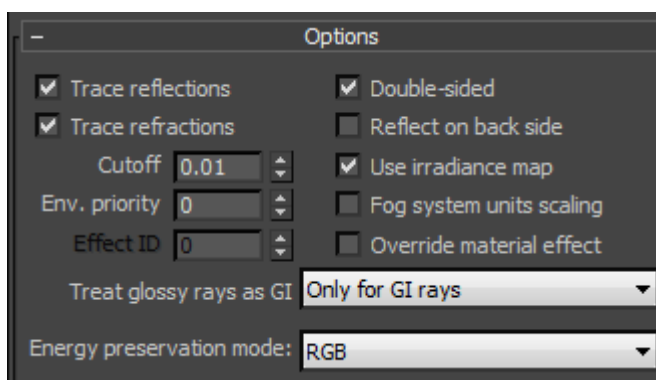 Options
Trace reflections Double-sided
Trace refractions Reflect on back side
Cutoff 0.01 Use irradiance map
Env. priority 0 Fog system units scaling
Effect ID 0 Override material effect
Treat glossy rays as GI Only for GI rays
Energy preservation mode: RGB